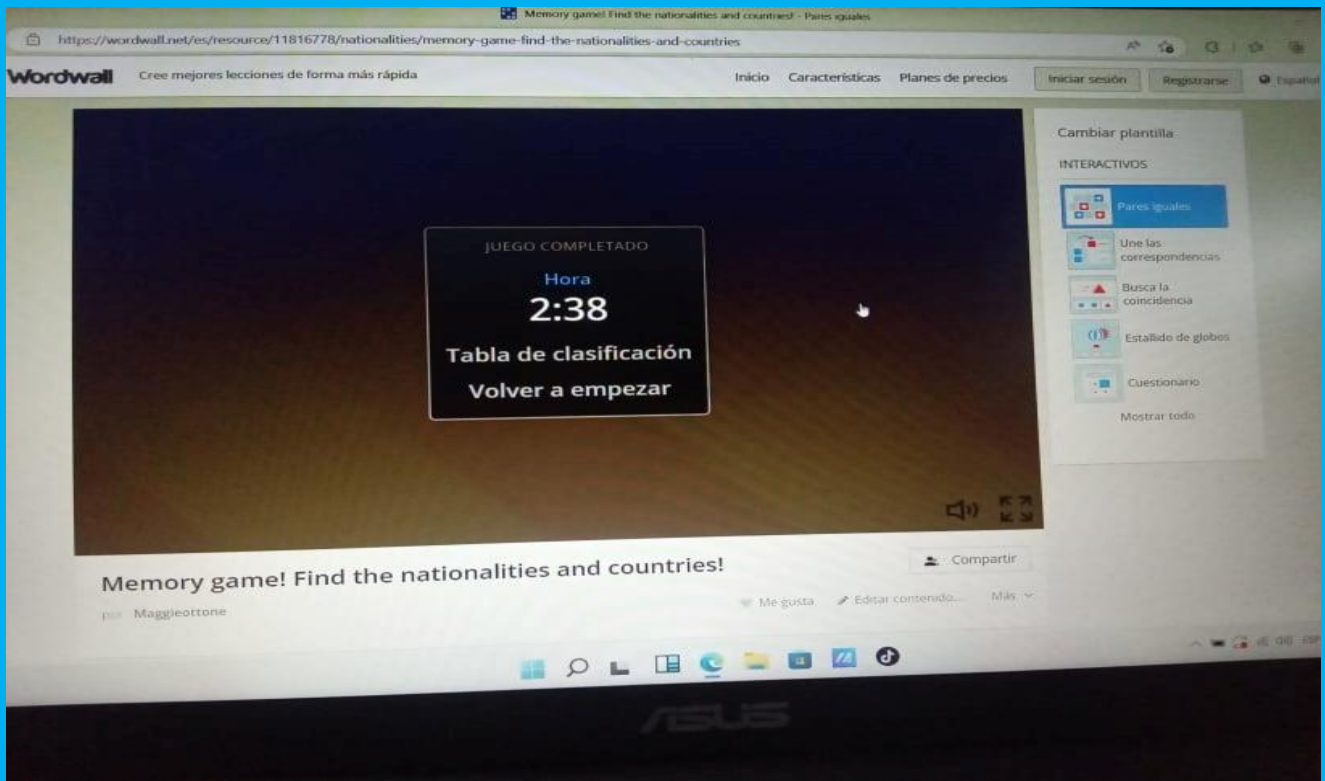 Memory game! Find the nationalities and countries! - Pares iguales
https://wordwall.net/es/resource/11816778/nationalities/memory-game-find-the-nationalities-and-countries
Wordwall Cree mejores lecciones de forma más rápida Inicio Características Planes de precios Iniciar sesión Registrarse Español
Cambiar plantilla
INTERACTIVOS
Pares iguales
Une las
correspondencias
Busca la
coincidencia
Estallido de globos
Cuestionario
Mostrar todo
JUEGO COMPLETADO
Hora
2:38
Tabla de clasificación
Volver a empezar
Memory game! Find the nationalities and countries!
Compartir
por Maggieottone
Me gusta Editar contenido... Más
ESP
ASUS